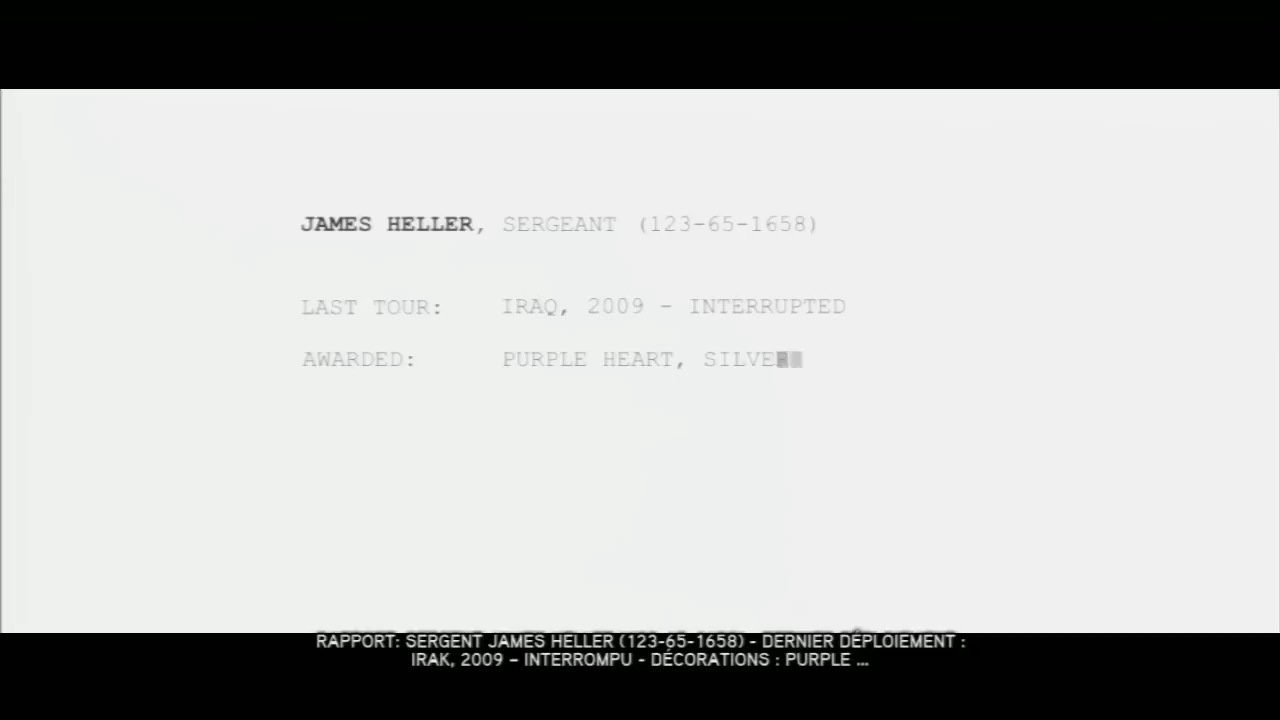 JAMES HELLER, SERGEANT (123-65-1658)
LAST TOUR: IRAQ, 2009 - INTERRUPTED
AWARDED: PURPLE HEART, SILVER
RAPPORT: SERGENT JAMES HELLER (123-65-1658) - DERNIER DÉPLOIEMENT :
IRAK, 2009 – INTERROMPU - DÉCORATIONS : PURPLE ...